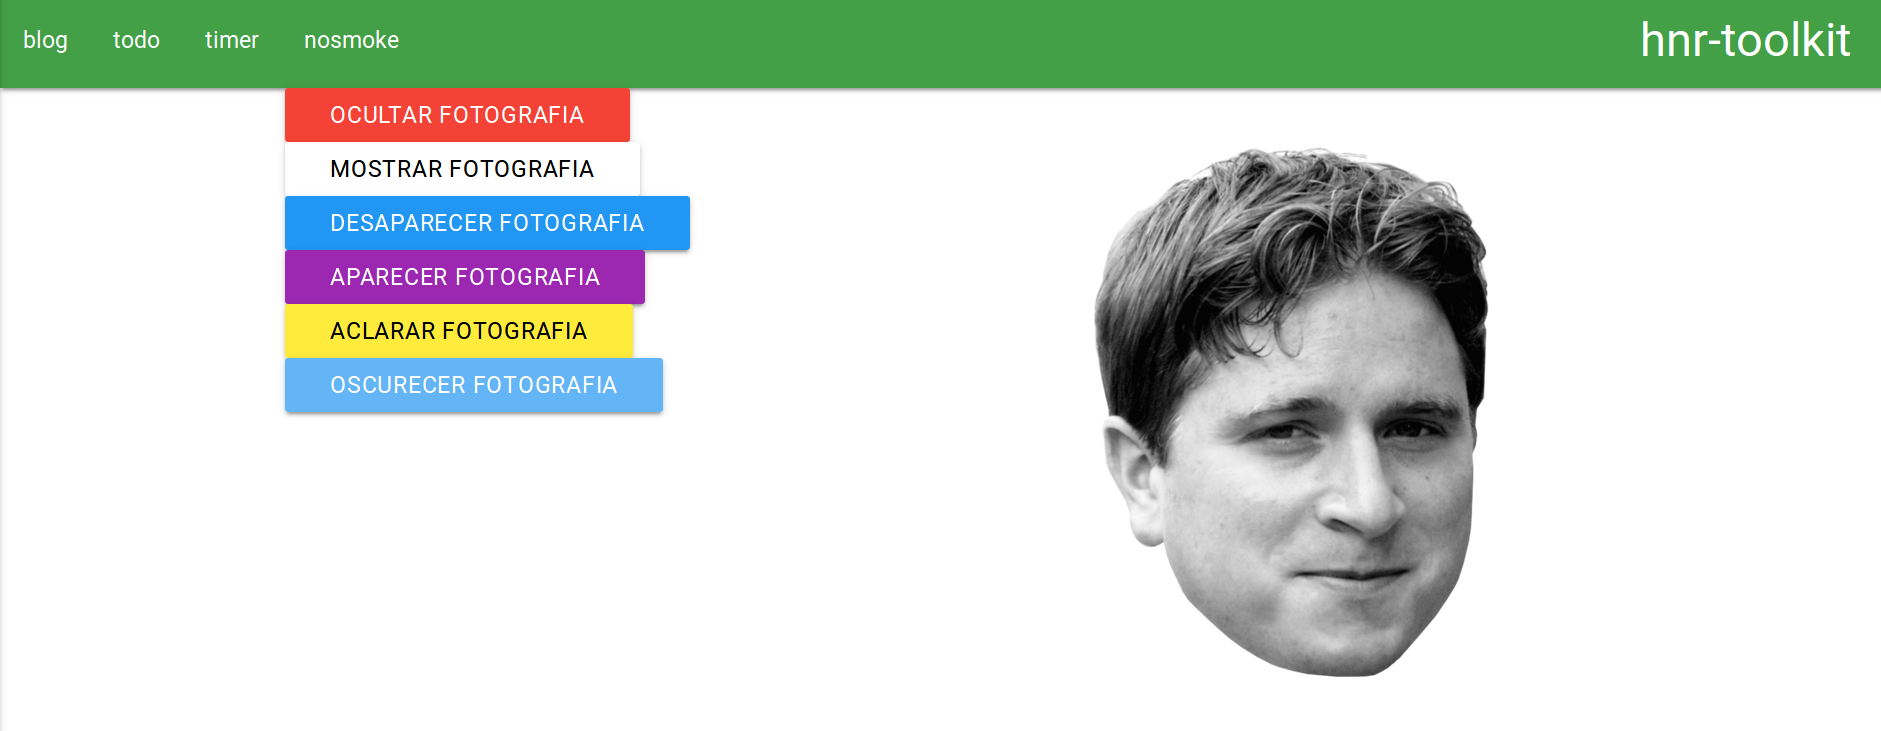 blog todo timer nosmoke hnr-toolkit
OCULTAR FOTOGRAFIA
MOSTRAR FOTOGRAFIA
DESAPARECER FOTOGRAFIA
APARECER FOTOGRAFIA
ACLARAR FOTOGRAFIA
OSCURECER FOTOGRAFIA